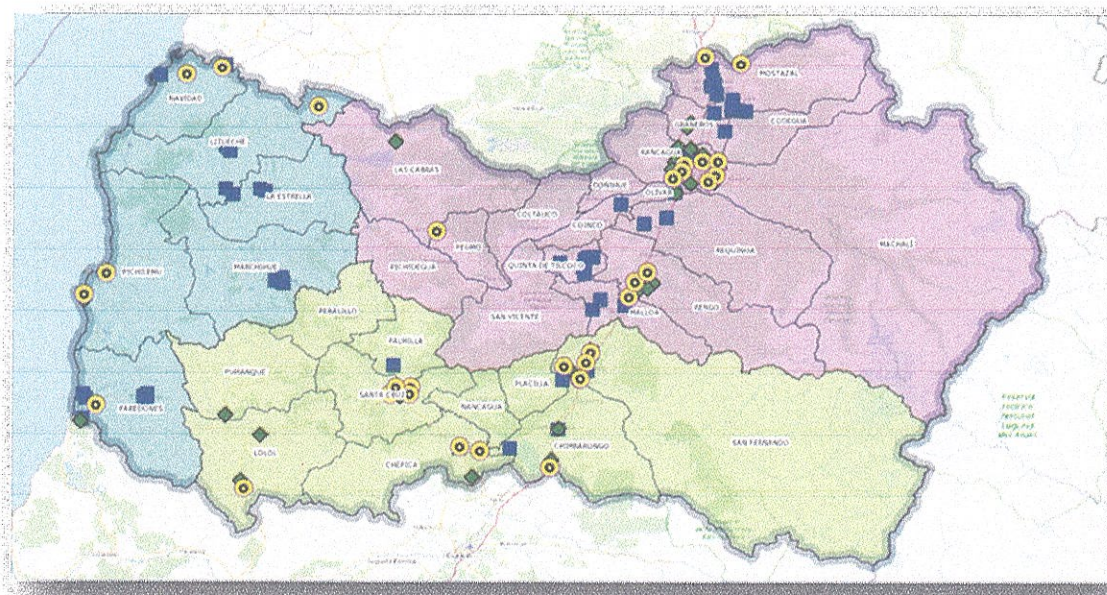 MOSTAZAL
NAVIDAD
GRANEROS
CODEGUA
LITUECHE
RANCAGUA
LAS CABRAS
DOÑIHUE
OLIVAR
LA ESTRELLA
COLTAUCO
COINCO
PEUMO
REQUINOA
MACHALÍ
QUINTA DE TILCOCO
PICHIDEGUA
PICHILEMU
MARCHIHUE
RENGO
PERALILLO
SAN VICENTE
MALLOA
PALMILLA
PUMANQUE
PLACILLA
SANTA CRUZ
NANCAGUA
PAREDONES
LOLOL
CHIMBARONGO
SAN FERNANDO
CHÉPICA